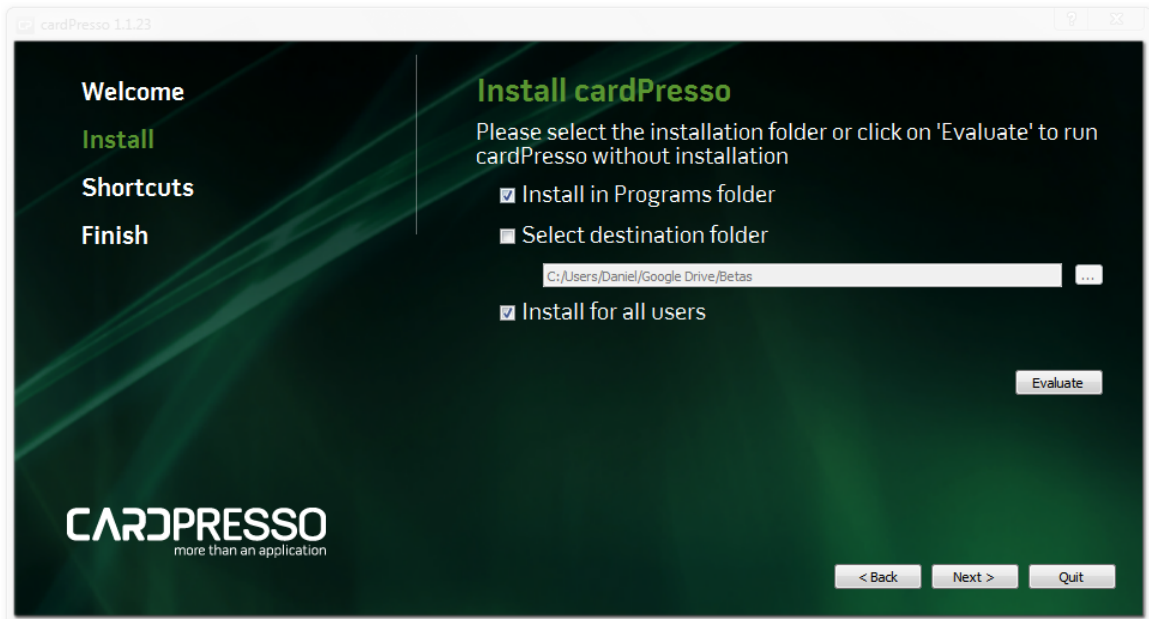 cardPresso 1.1.23
Welcome
Install
Shortcuts
Finish
Install cardPresso
Please select the installation folder or click on 'Evaluate' to run
cardPresso without installation
Install in Programs folder
Select destination folder
C:/Users/Daniel/Google Drive/Betas
...
Install for all users
Evaluate
CARDPRESSO
more than an application
< Back
Next >
Quit